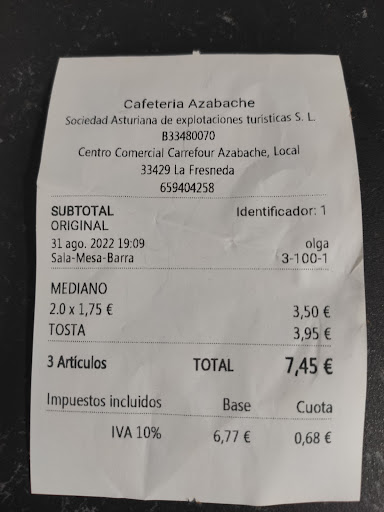 Cafeteria Azabache
Sociedad Asturiana de explotaciones turisticas S. L.
B33480070
Centro Comercial Carrefour Azabache, Local
33429 La Fresneda
659404258
SUBTOTAL Identificador: 1
ORIGINAL
31 ago. 2022 19:09 olga
Sala-Mesa-Barra 3-100-1
MEDIANO
2.0 x 1,75 € 3,50 €
TOSTA 3,95 €
3 Artículos TOTAL 7,45 €
Impuestos incluidos Base Cuota
IVA 10% 6,77 € 0,68 €